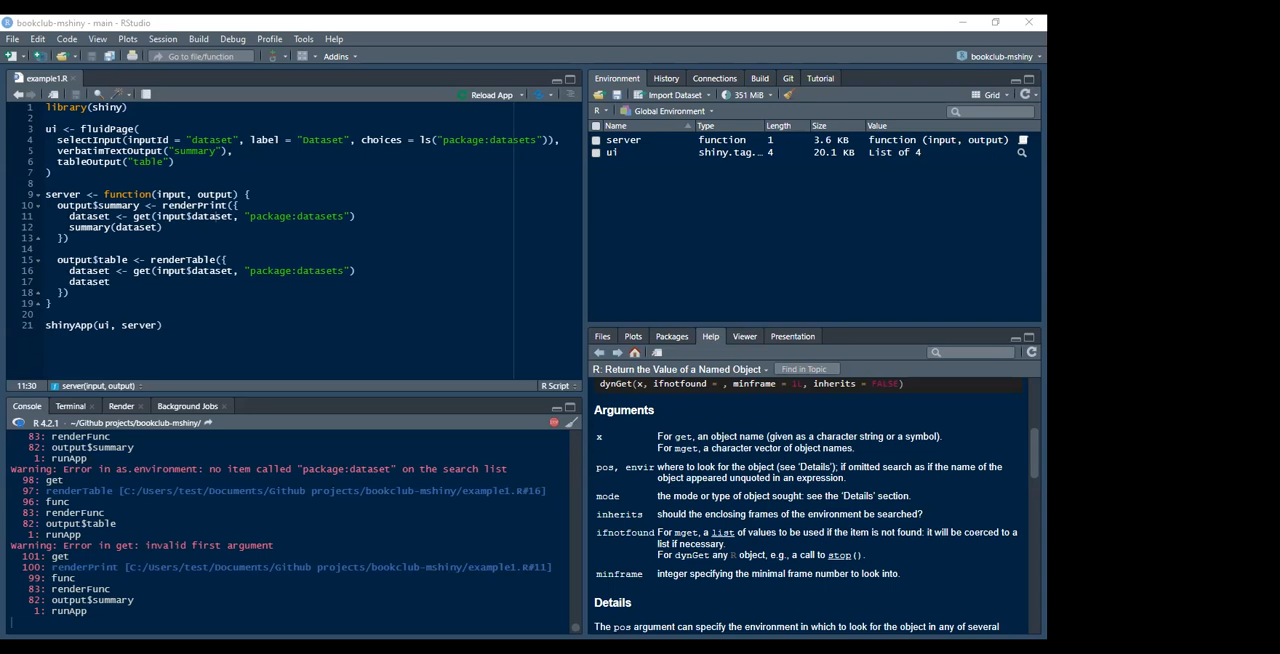 bookclub-mshiny - main - RStudio
File Edit Code View Plots Session Build Debug Profile Tools Help
Go to file/function Addins bookclub-mshiny
example1.R
Reload App
1 library(shiny)
2
3 ui <- fluidPage(
4 selectInput(inputId = "dataset", label = "Dataset", choices = ls("package:datasets")),
5 verbatimTextOutput("summary"),
6 tableOutput("table")
7 )
8
9 server <- function(input, output) {
10 output$summary <- renderPrint({
11 dataset <- get(input$dataset, "package:datasets")
12 summary(dataset)
13 })
14
15 output$table <- renderTable({
16 dataset <- get(input$dataset, "package:datasets")
17 dataset
18 })
19 }
20
21 shinyApp(ui, server)
11:30 server(input, output) R Script
Console Terminal Render Background Jobs
R 4.2.1 · ~/Github projects/bookclub-mshiny/
83: renderFunc
82: output$summary
1: runApp
Warning: Error in as.environment: no item called "package:dataset" on the search list
98: get
97: renderTable [C:/Users/test/Documents/Github projects/bookclub-mshiny/example1.R#16]
96: func
83: renderFunc
82: output$table
1: runApp
Warning: Error in get: invalid first argument
101: get
100: renderPrint [C:/Users/test/Documents/Github projects/bookclub-mshiny/example1.R#11]
99: func
83: renderFunc
82: output$summary
1: runApp
Environment History Connections Build Git Tutorial
Import Dataset 351 MiB Grid
R Global Environment
Name Type Length Size Value
server function 1 3.6 KB function (input, output)
ui shiny.tag.… 4 20.1 KB List of 4
Files Plots Packages Help Viewer Presentation
R: Return the Value of a Named Object Find in Topic
dynGet(x, ifnotfound = , minframe = 1L, inherits = FALSE)
Arguments
x For get, an object name (given as a character string or a symbol).
For mget, a character vector of object names.
pos, envir where to look for the object (see 'Details'); if omitted search as if the name of the
object appeared unquoted in an expression.
mode the mode or type of object sought: see the 'Details' section.
inherits should the enclosing frames of the environment be searched?
ifnotfound For mget, a list of values to be used if the item is not found: it will be coerced to a
list if necessary.
For dynGet any R object, e.g., a call to stop().
minframe integer specifying the minimal frame number to look into.
Details
The pos argument can specify the environment in which to look for the object in any of several